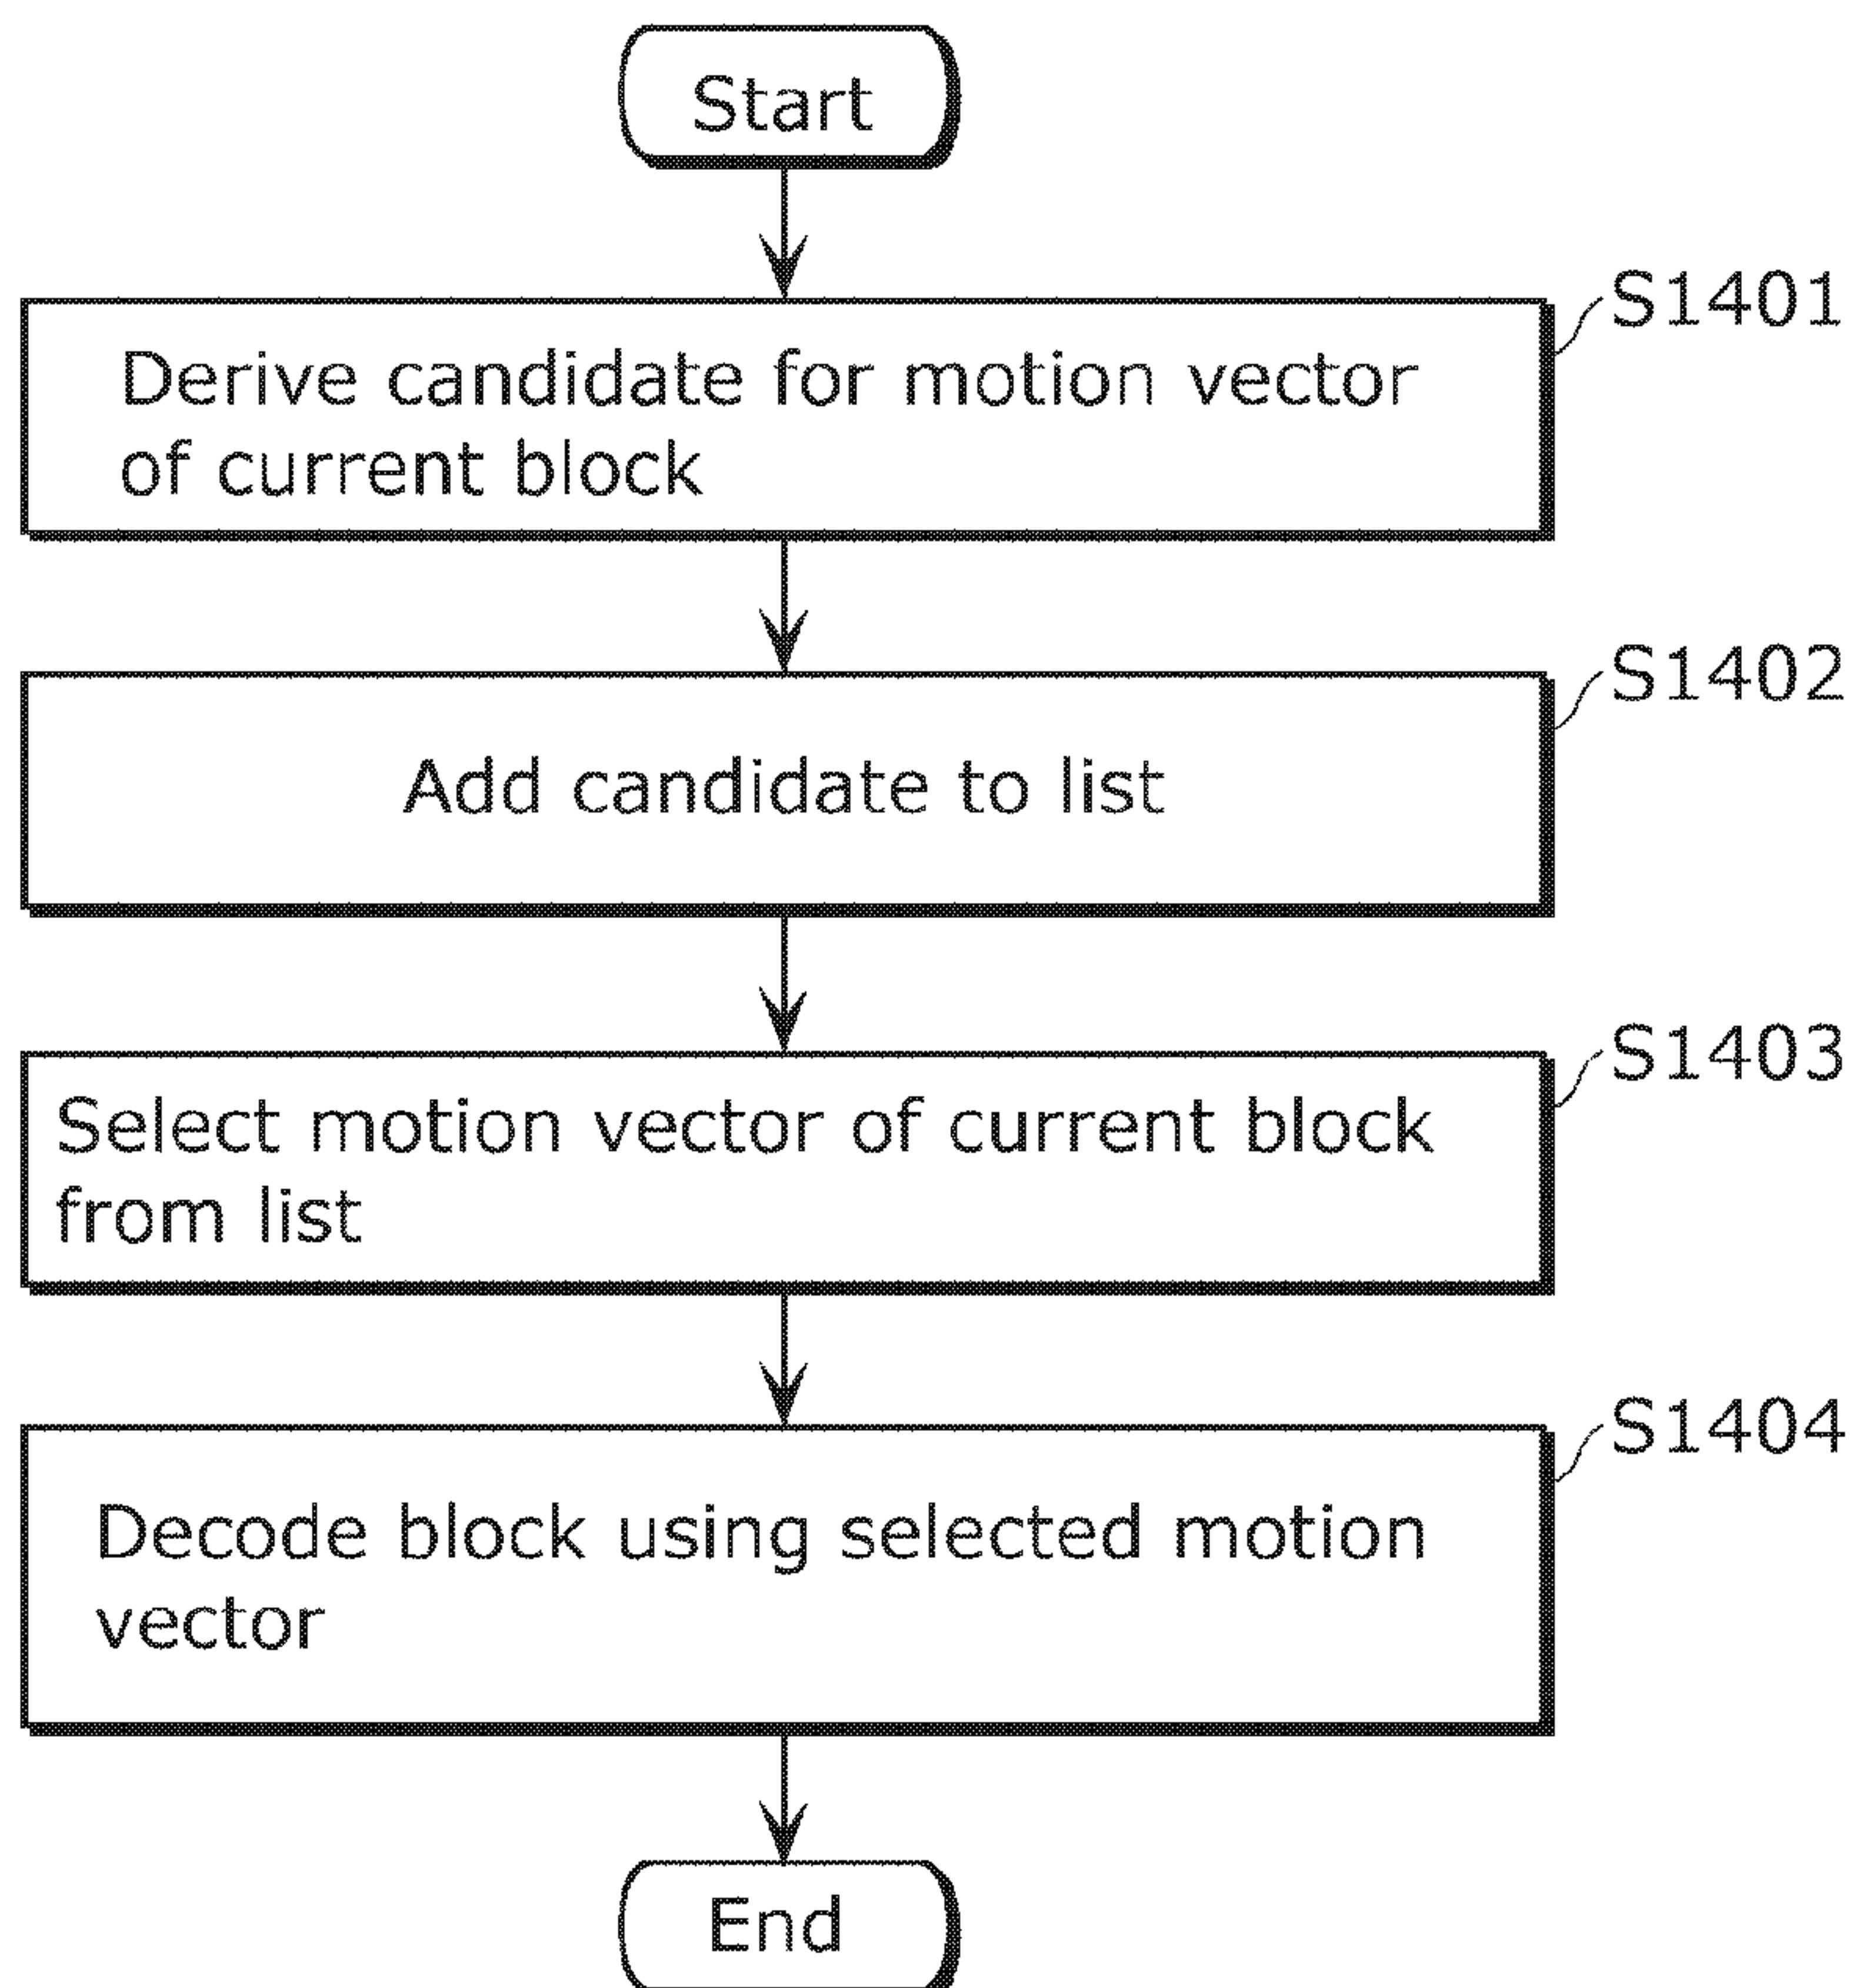 Start
S1401
Derive candidate for motion vector
of current block
S1402
Add candidate to list
S1403
Select motion vector of current block
from list
S1404
Decode block using selected motion
vector
End